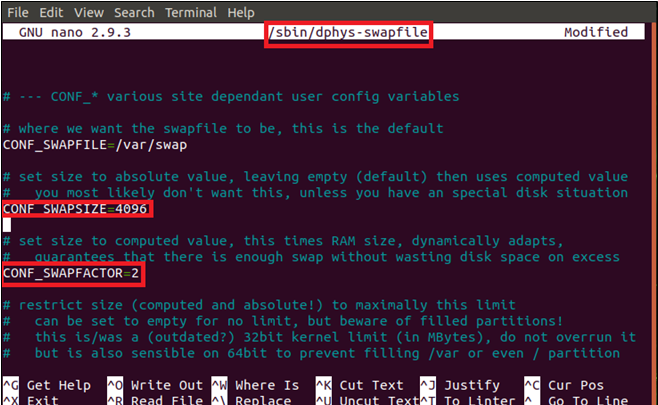 File Edit View Search Terminal Help
GNU nano 2.9.3 /sbin/dphys-swapfile Modified
# --- CONF_* various site dependant user config variables
# where we want the swapfile to be, this is the default
CONF_SWAPFILE=/var/swap
# set size to absolute value, leaving empty (default) then uses computed value
#   you most likely don't want this, unless you have an special disk situation
CONF_SWAPSIZE=4096
# set size to computed value, this times RAM size, dynamically adapts,
#   guarantees that there is enough swap without wasting disk space on excess
CONF_SWAPFACTOR=2
# restrict size (computed and absolute!) to maximally this limit
#   can be set to empty for no limit, but beware of filled partitions!
#   this is/was a (outdated?) 32bit kernel limit (in MBytes), do not overrun it
#   but is also sensible on 64bit to prevent filling /var or even / partition
^G Get Help ^O Write Out ^W Where Is ^K Cut Text ^J Justify ^C Cur Pos
^X Exit ^R Read File ^\ Replace ^U Uncut Text ^T To Linter ^_ Go To Line